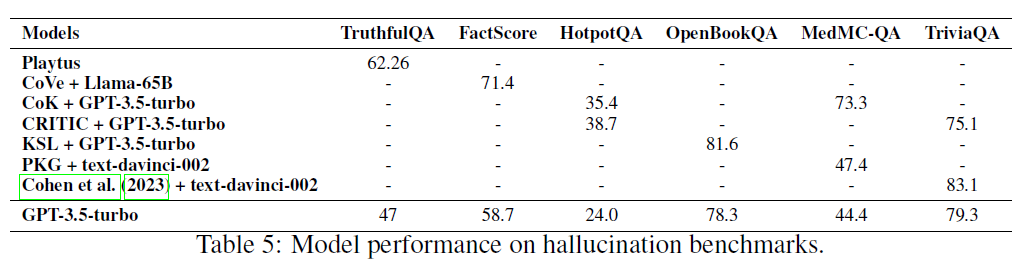 Models TruthfulQA FactScore HotpotQA OpenBookQA MedMC-QA TriviaQA
Playtus 62.26 - - - - -
CoVe + Llama-65B - 71.4 - - - -
CoK + GPT-3.5-turbo - - 35.4 - 73.3 -
CRITIC + GPT-3.5-turbo - - 38.7 - - 75.1
KSL + GPT-3.5-turbo - - - 81.6 - -
PKG + text-davinci-002 - - - - 47.4 -
Cohen et al. (2023) + text-davinci-002 - - - - - 83.1
GPT-3.5-turbo 47 58.7 24.0 78.3 44.4 79.3
Table 5: Model performance on hallucination benchmarks.